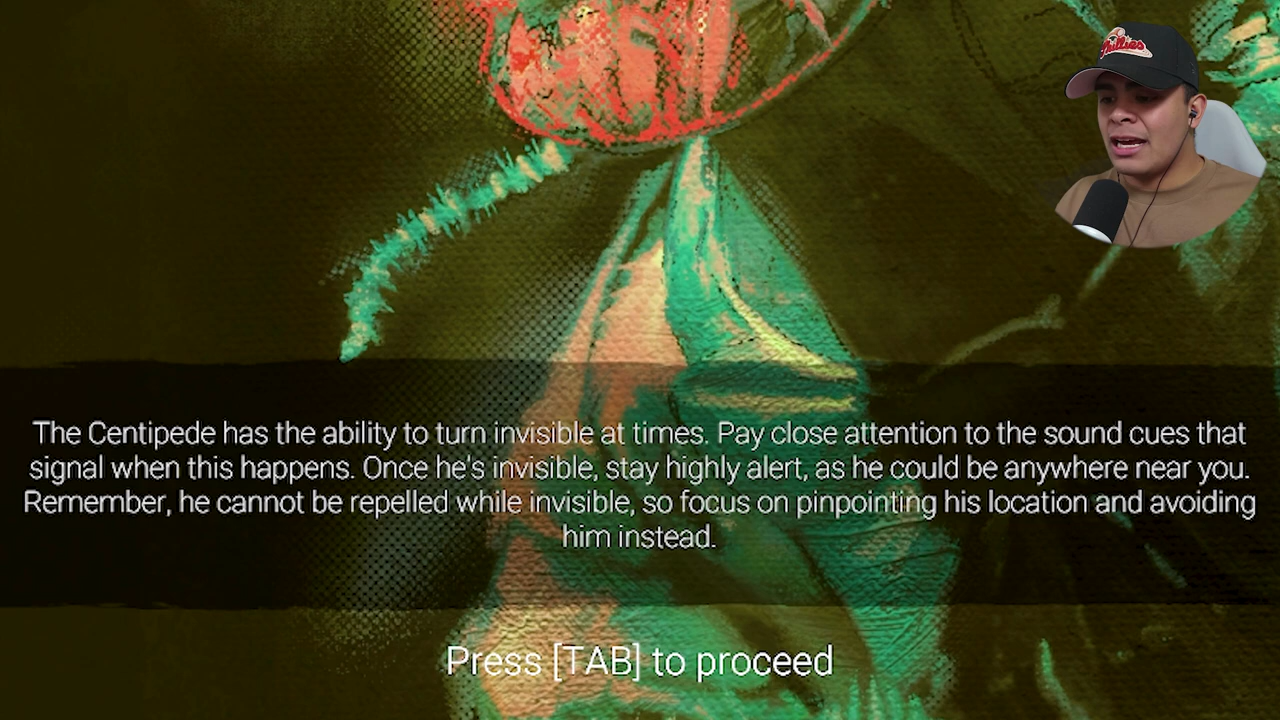 Phillies
The Centipede has the ability to turn invisible at times. Pay close attention to the sound cues that
signal when this happens. Once he's invisible, stay highly alert, as he could be anywhere near you.
Remember, he cannot be repelled while invisible, so focus on pinpointing his location and avoiding
him instead.
Press [TAB] to proceed